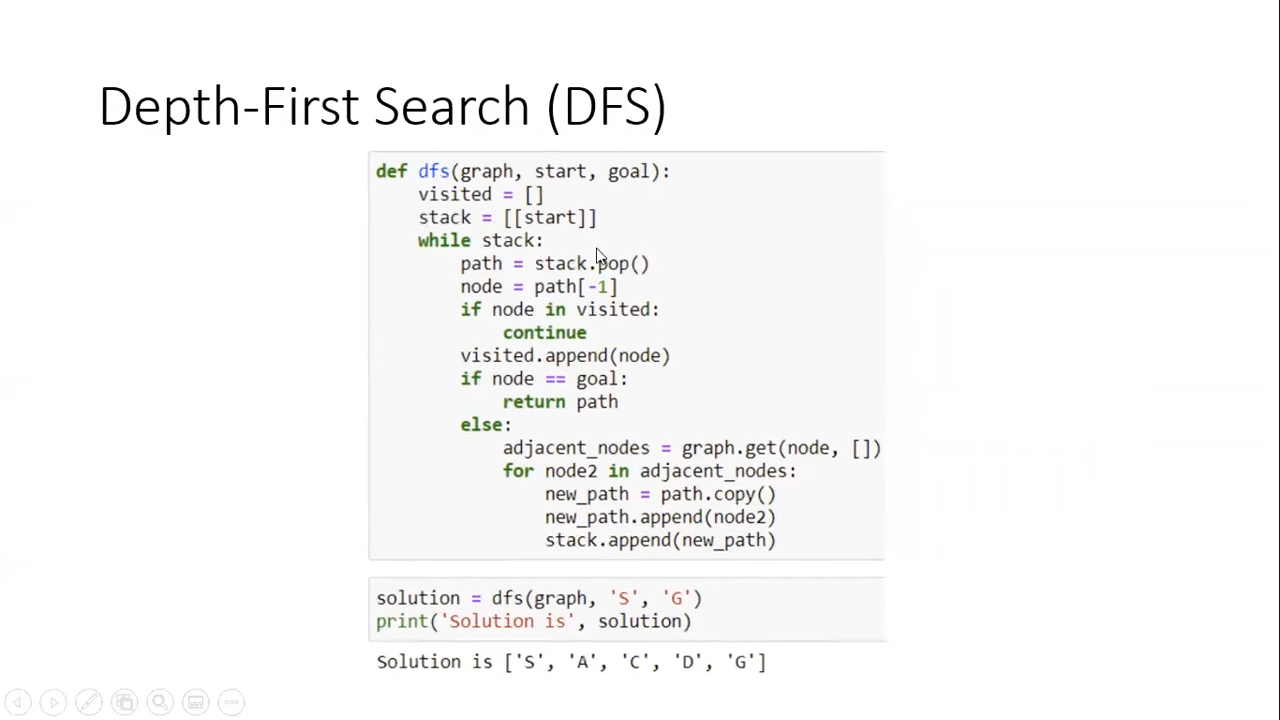 Depth-First Search (DFS)
def dfs(graph, start, goal):
    visited = []
    stack = [[start]]
    while stack:
        path = stack.pop()
        node = path[-1]
        if node in visited:
            continue
        visited.append(node)
        if node == goal:
            return path
        else:
            adjacent_nodes = graph.get(node, [])
            for node2 in adjacent_nodes:
                new_path = path.copy()
                new_path.append(node2)
                stack.append(new_path)
solution = dfs(graph, 'S', 'G')
print('Solution is', solution)
Solution is ['S', 'A', 'C', 'D', 'G']